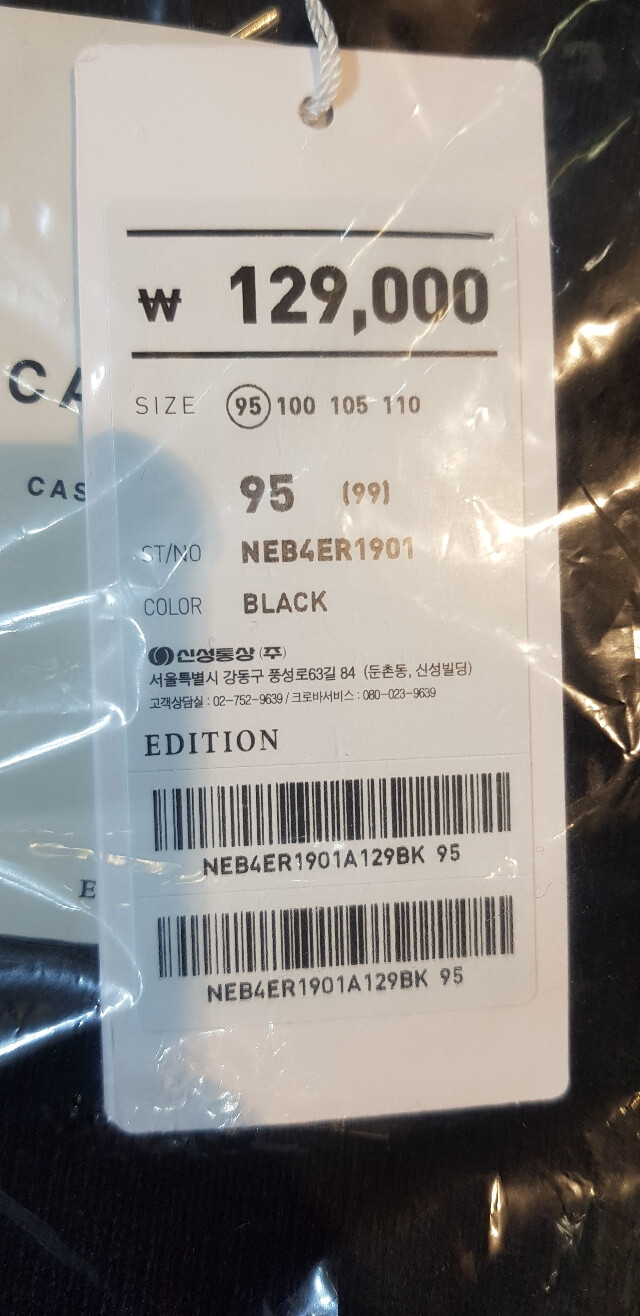 ₩ 129,000
SIZE 95 100 105 110
95 (99)
ST/NO NEB4ER1901
COLOR BLACK
신성통상(주)
서울특별시 강동구 풍성로63길 84 (둔촌동, 신성빌딩)
고객상담실 : 02-752-9639 / 크로바서비스 : 080-023-9639
EDITION
NEB4ER1901A129BK 95
NEB4ER1901A129BK 95